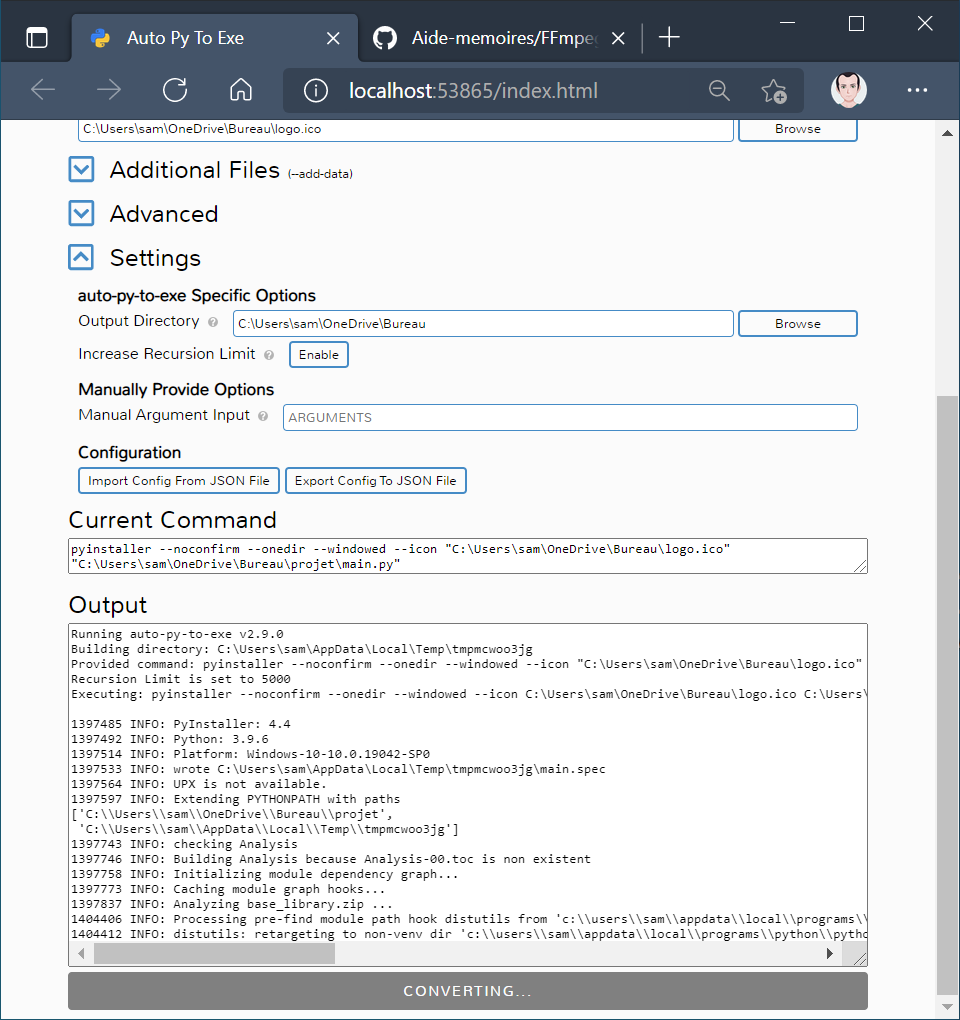 Auto Py To Exe
Aide-memoires/FFmpe
localhost:53865/index.html
C:\Users\sam\OneDrive\Bureau\logo.ico
Browse
Additional Files (--add-data)
Advanced
Settings
auto-py-to-exe Specific Options
Output Directory ? C:\Users\sam\OneDrive\Bureau Browse
Increase Recursion Limit ? Enable
Manually Provide Options
Manual Argument Input ? ARGUMENTS
Configuration
Import Config From JSON File Export Config To JSON File
Current Command
pyinstaller --noconfirm --onedir --windowed --icon "C:\Users\sam\OneDrive\Bureau\logo.ico"
"C:\Users\sam\OneDrive\Bureau\projet\main.py"
Output
Running auto-py-to-exe v2.9.0
Building directory: C:\Users\sam\AppData\Local\Temp\tmpmcwoo3jg
Provided command: pyinstaller --noconfirm --onedir --windowed --icon "C:\Users\sam\OneDrive\Bureau\logo.ico"
Recursion Limit is set to 5000
Executing: pyinstaller --noconfirm --onedir --windowed --icon C:\Users\sam\OneDrive\Bureau\logo.ico C:\Users\

1397485 INFO: PyInstaller: 4.4
1397492 INFO: Python: 3.9.6
1397514 INFO: Platform: Windows-10-10.0.19042-SP0
1397533 INFO: wrote C:\Users\sam\AppData\Local\Temp\tmpmcwoo3jg\main.spec
1397564 INFO: UPX is not available.
1397597 INFO: Extending PYTHONPATH with paths
['C:\\Users\\sam\\OneDrive\\Bureau\\projet',
 'C:\\Users\\sam\\AppData\\Local\\Temp\\tmpmcwoo3jg']
1397743 INFO: checking Analysis
1397746 INFO: Building Analysis because Analysis-00.toc is non existent
1397758 INFO: Initializing module dependency graph...
1397773 INFO: Caching module graph hooks...
1397837 INFO: Analyzing base_library.zip ...
1404406 INFO: Processing pre-find module path hook distutils from 'c:\\users\\sam\\appdata\\local\\programs\\
1404412 INFO: distutils: retargeting to non-venv dir 'c:\\users\\sam\\appdata\\local\\programs\\python\\pytho
CONVERTING...